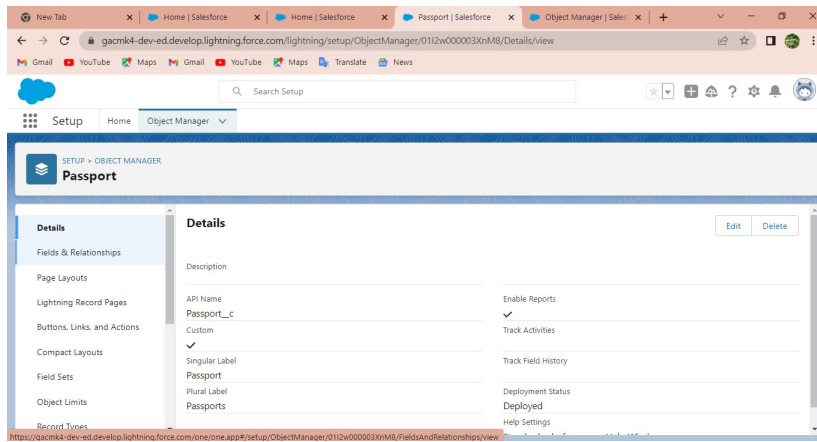 New Tab
Home | Salesforce
Home | Salesforce
Passport | Salesforce
Object Manager | Sales
gacmk4-dev-ed.develop.lightning.force.com/lightning/setup/ObjectManager/01I2w000003XnM8/Details/view
Gmail YouTube Maps Gmail YouTube Maps Translate News
Search Setup
Setup Home Object Manager
SETUP > OBJECT MANAGER
Passport
Details
Fields & Relationships
Page Layouts
Lightning Record Pages
Buttons, Links, and Actions
Compact Layouts
Field Sets
Object Limits
Record Types
Details
Edit Delete
Description
API Name
Passport__c
Custom
Singular Label
Passport
Plural Label
Passports
Enable Reports
Track Activities
Track Field History
Deployment Status
Deployed
Help Settings
https://gacmk4-dev-ed.develop.lightning.force.com/one/one.app#/setup/ObjectManager/01I2w000003XnM8/FieldsAndRelationships/view